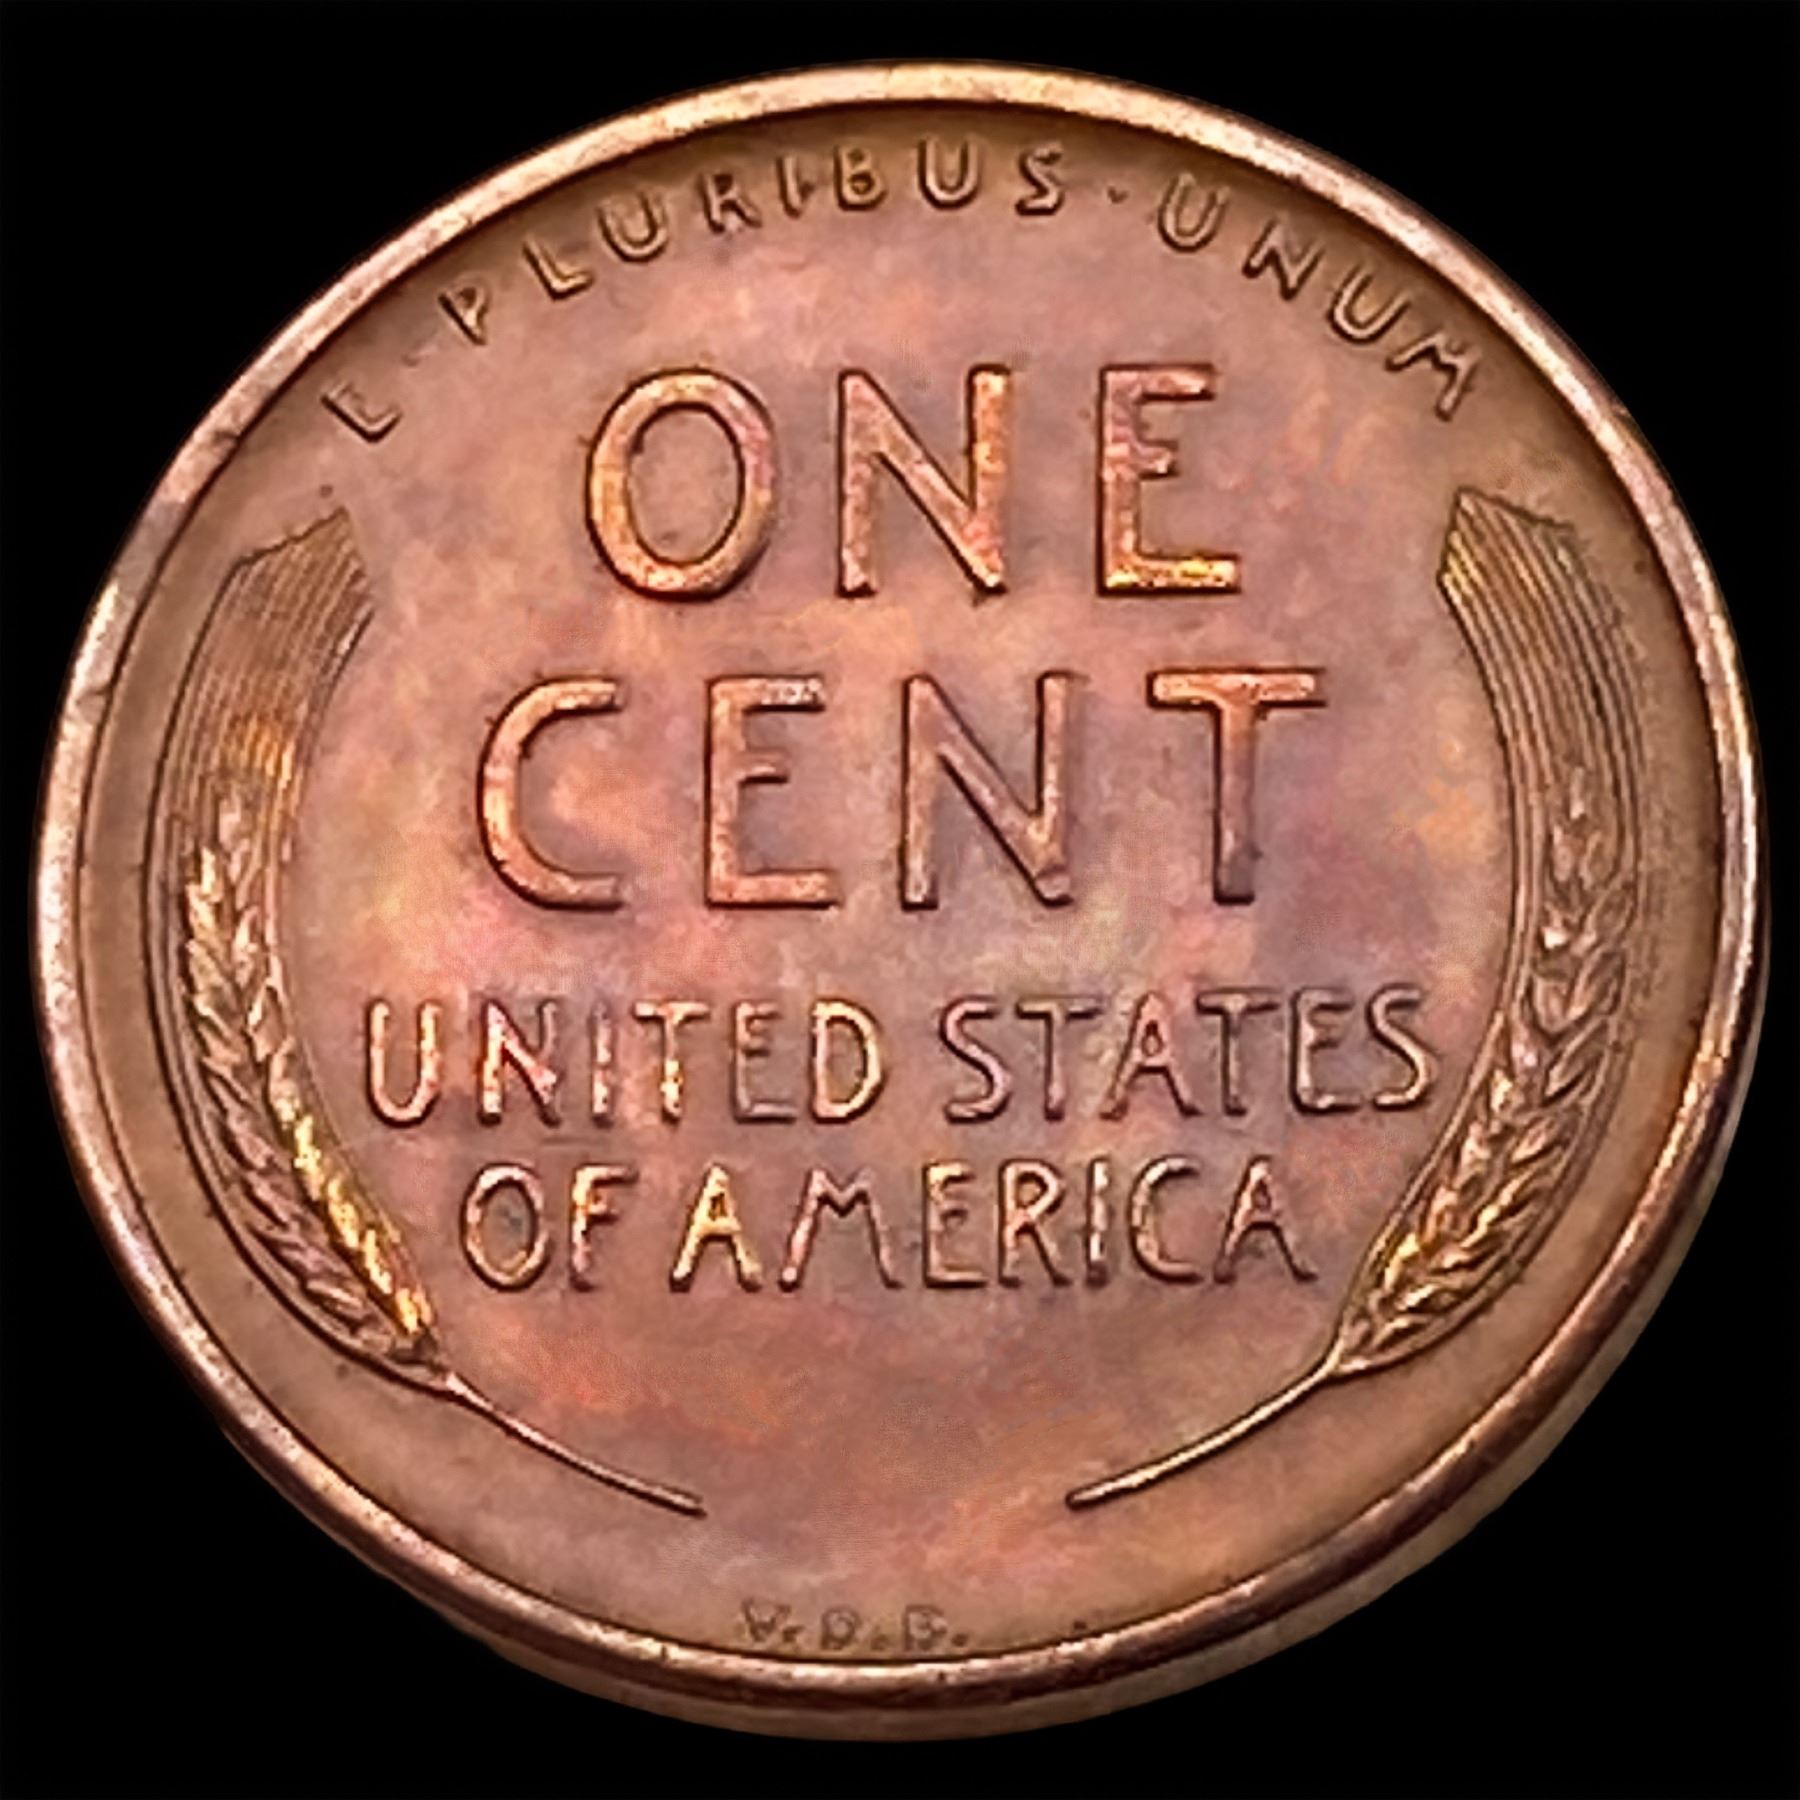 E·PLURIBUS·UNUM
ONE
CENT
UNITED STATES
OF AMERICA
V.D.B.